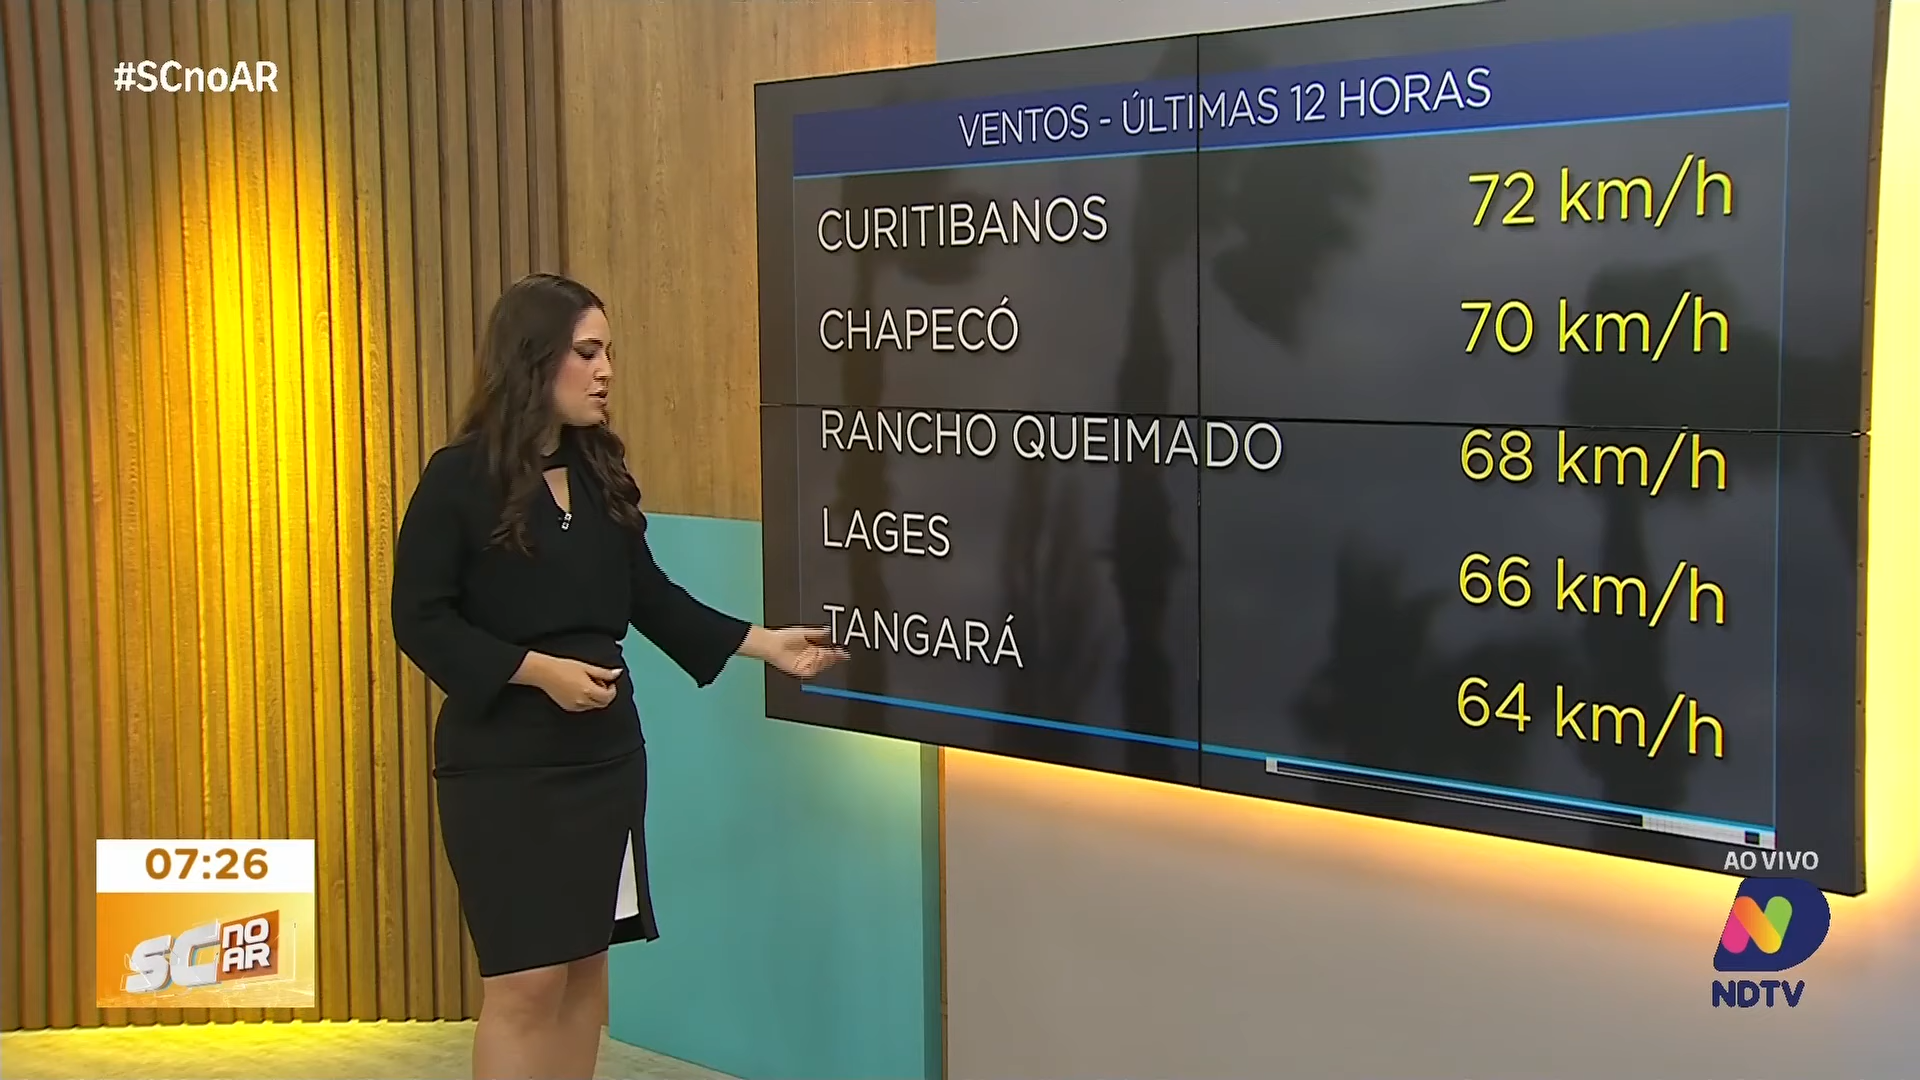 #SCnoAR
VENTOS - ÚLTIMAS 12 HORAS
CURITIBANOS 72 km/h
CHAPECÓ 70 km/h
RANCHO QUEIMADO 68 km/h
LAGES 66 km/h
TANGARÁ 64 km/h
07:26
SC NO AR
AO VIVO
NDTV